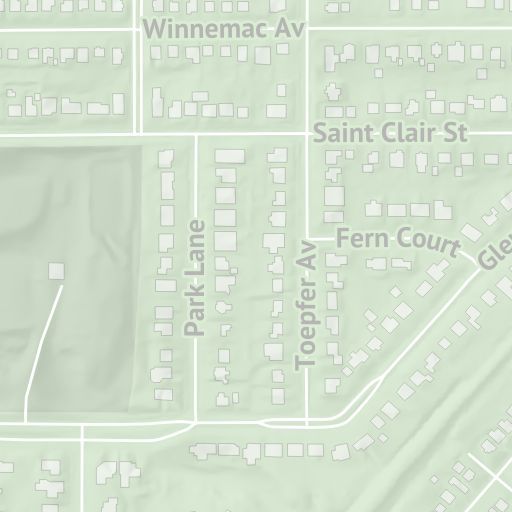 Winnemac Av
Saint Clair St
Park Lane
Toepfer Av
Fern Court